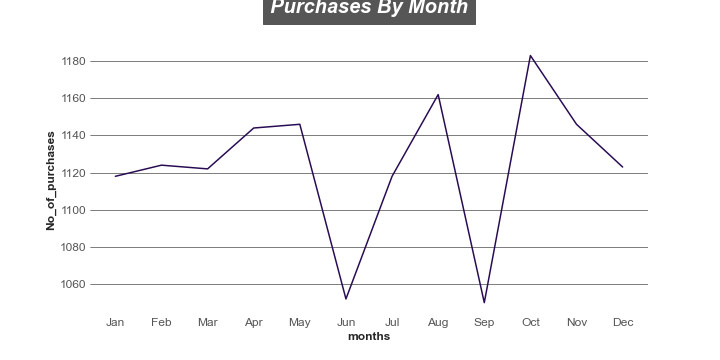 Purchases By Month
1180
1160
1140
1120
1100
1080
1060
No_of_purchases
Jan Feb Mar Apr May Jun Jul Aug Sep Oct Nov Dec
months